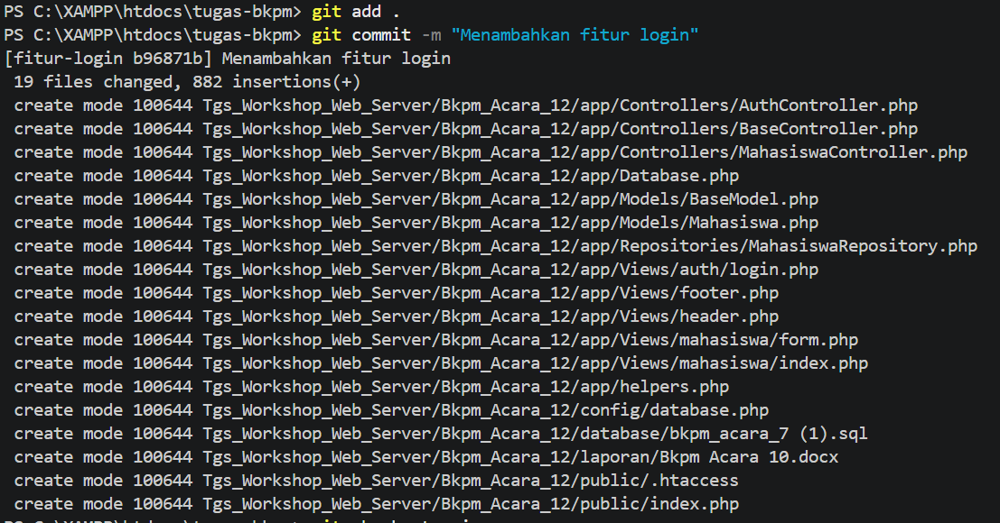 PS C:\XAMPP\htdocs\tugas-bkpm> git add .
PS C:\XAMPP\htdocs\tugas-bkpm> git commit -m "Menambahkan fitur login"
[fitur-login b96871b] Menambahkan fitur login
 19 files changed, 882 insertions(+)
 create mode 100644 Tgs_Workshop_Web_Server/Bkpm_Acara_12/app/Controllers/AuthController.php
 create mode 100644 Tgs_Workshop_Web_Server/Bkpm_Acara_12/app/Controllers/BaseController.php
 create mode 100644 Tgs_Workshop_Web_Server/Bkpm_Acara_12/app/Controllers/MahasiswaController.php
 create mode 100644 Tgs_Workshop_Web_Server/Bkpm_Acara_12/app/Database.php
 create mode 100644 Tgs_Workshop_Web_Server/Bkpm_Acara_12/app/Models/BaseModel.php
 create mode 100644 Tgs_Workshop_Web_Server/Bkpm_Acara_12/app/Models/Mahasiswa.php
 create mode 100644 Tgs_Workshop_Web_Server/Bkpm_Acara_12/app/Repositories/MahasiswaRepository.php
 create mode 100644 Tgs_Workshop_Web_Server/Bkpm_Acara_12/app/Views/auth/login.php
 create mode 100644 Tgs_Workshop_Web_Server/Bkpm_Acara_12/app/Views/footer.php
 create mode 100644 Tgs_Workshop_Web_Server/Bkpm_Acara_12/app/Views/header.php
 create mode 100644 Tgs_Workshop_Web_Server/Bkpm_Acara_12/app/Views/mahasiswa/form.php
 create mode 100644 Tgs_Workshop_Web_Server/Bkpm_Acara_12/app/Views/mahasiswa/index.php
 create mode 100644 Tgs_Workshop_Web_Server/Bkpm_Acara_12/app/helpers.php
 create mode 100644 Tgs_Workshop_Web_Server/Bkpm_Acara_12/config/database.php
 create mode 100644 Tgs_Workshop_Web_Server/Bkpm_Acara_12/database/bkpm_acara_7 (1).sql
 create mode 100644 Tgs_Workshop_Web_Server/Bkpm_Acara_12/laporan/Bkpm Acara 10.docx
 create mode 100644 Tgs_Workshop_Web_Server/Bkpm_Acara_12/public/.htaccess
 create mode 100644 Tgs_Workshop_Web_Server/Bkpm_Acara_12/public/index.php